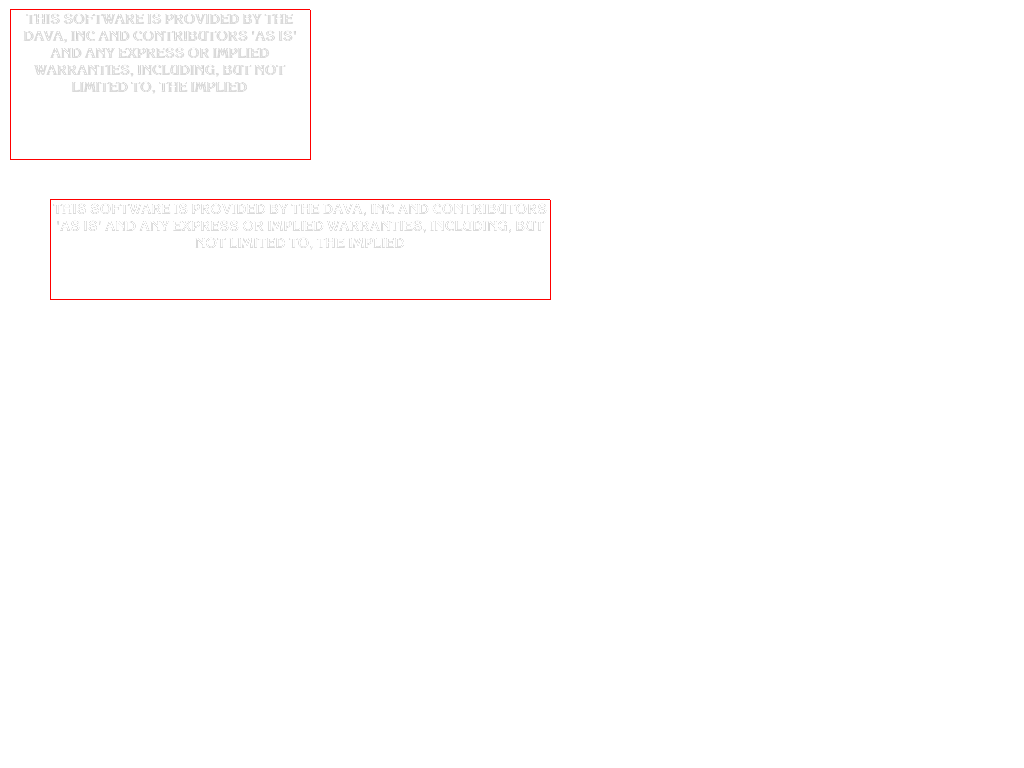 THIS SOFTWARE IS PROVIDED BY THE
DAVA, INC AND CONTRIBUTORS 'AS IS'
AND ANY EXPRESS OR IMPLIED
WARRANTIES, INCLUDING, BUT NOT
LIMITED TO, THE IMPLIED
THIS SOFTWARE IS PROVIDED BY THE DAVA, INC AND CONTRIBUTORS
'AS IS' AND ANY EXPRESS OR IMPLIED WARRANTIES, INCLUDING, BUT
NOT LIMITED TO, THE IMPLIED